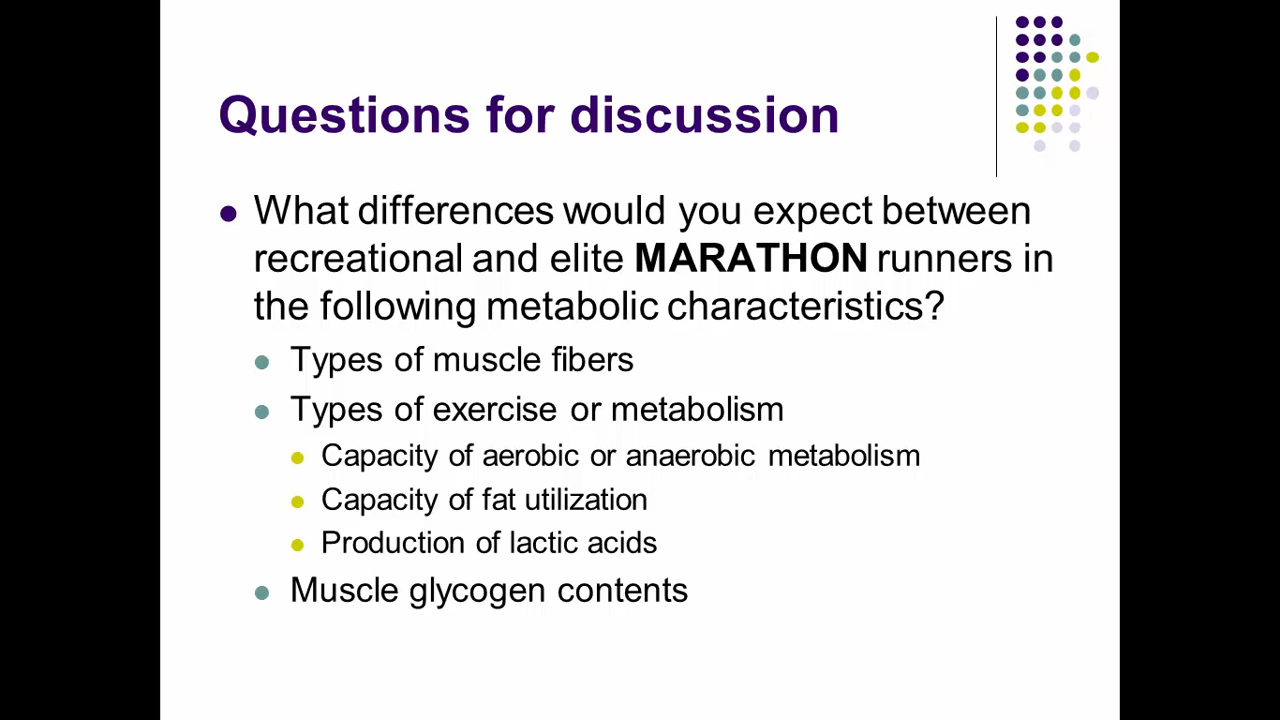 Questions for discussion
What differences would you expect between
recreational and elite MARATHON runners in
the following metabolic characteristics?
Types of muscle fibers
Types of exercise or metabolism
Capacity of aerobic or anaerobic metabolism
Capacity of fat utilization
Production of lactic acids
Muscle glycogen contents